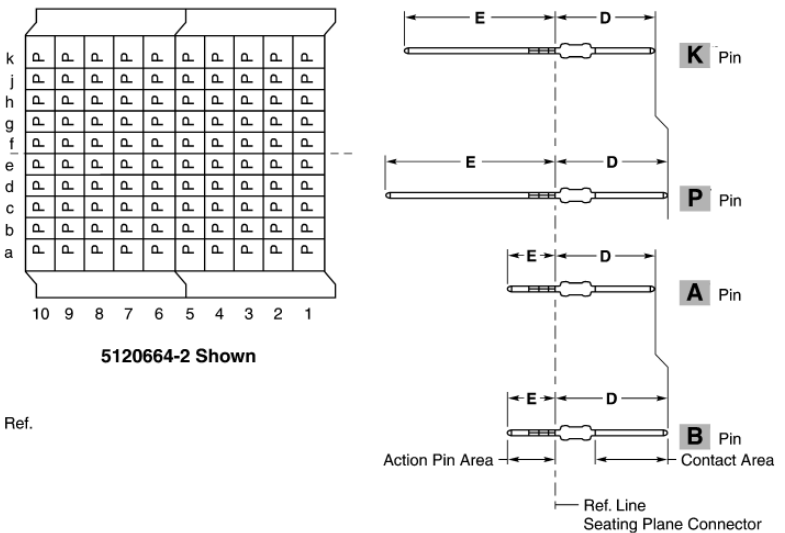 k P P P P P P P P P P
j P P P P P P P P P P
h P P P P P P P P P P
g P P P P P P P P P P
f P P P P P P P P P P
e P P P P P P P P P P
d P P P P P P P P P P
c P P P P P P P P P P
b P P P P P P P P P P
a P P P P P P P P P P
10 9 8 7 6 5 4 3 2 1
5120664-2 Shown
Ref.
E D
K Pin
E D
P Pin
E D
A Pin
E D
B Pin
Action Pin Area
Contact Area
Ref. Line
Seating Plane Connector